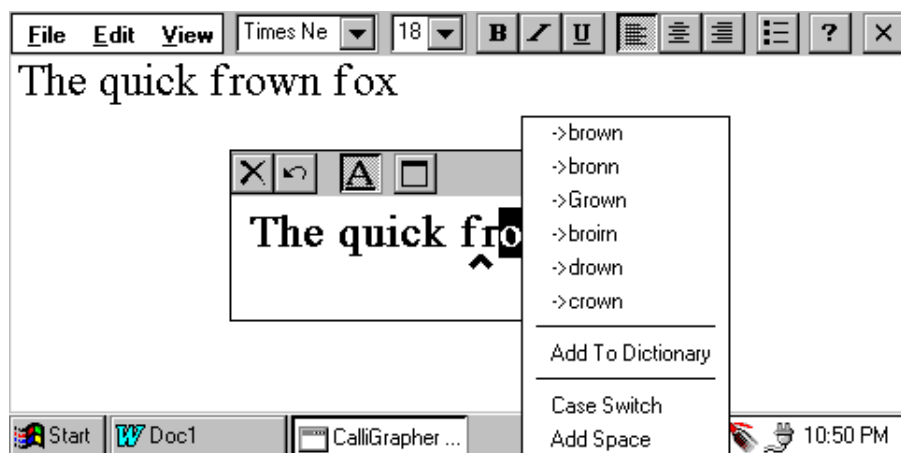 File Edit View Times Ne 18 B I U ?
The quick frown fox
A
The quick fro
->brown
->bronn
->Grown
->broirn
->drown
->crown
Add To Dictionary
Case Switch
Add Space
Start Doc1 CalliGrapher ... 10:50 PM